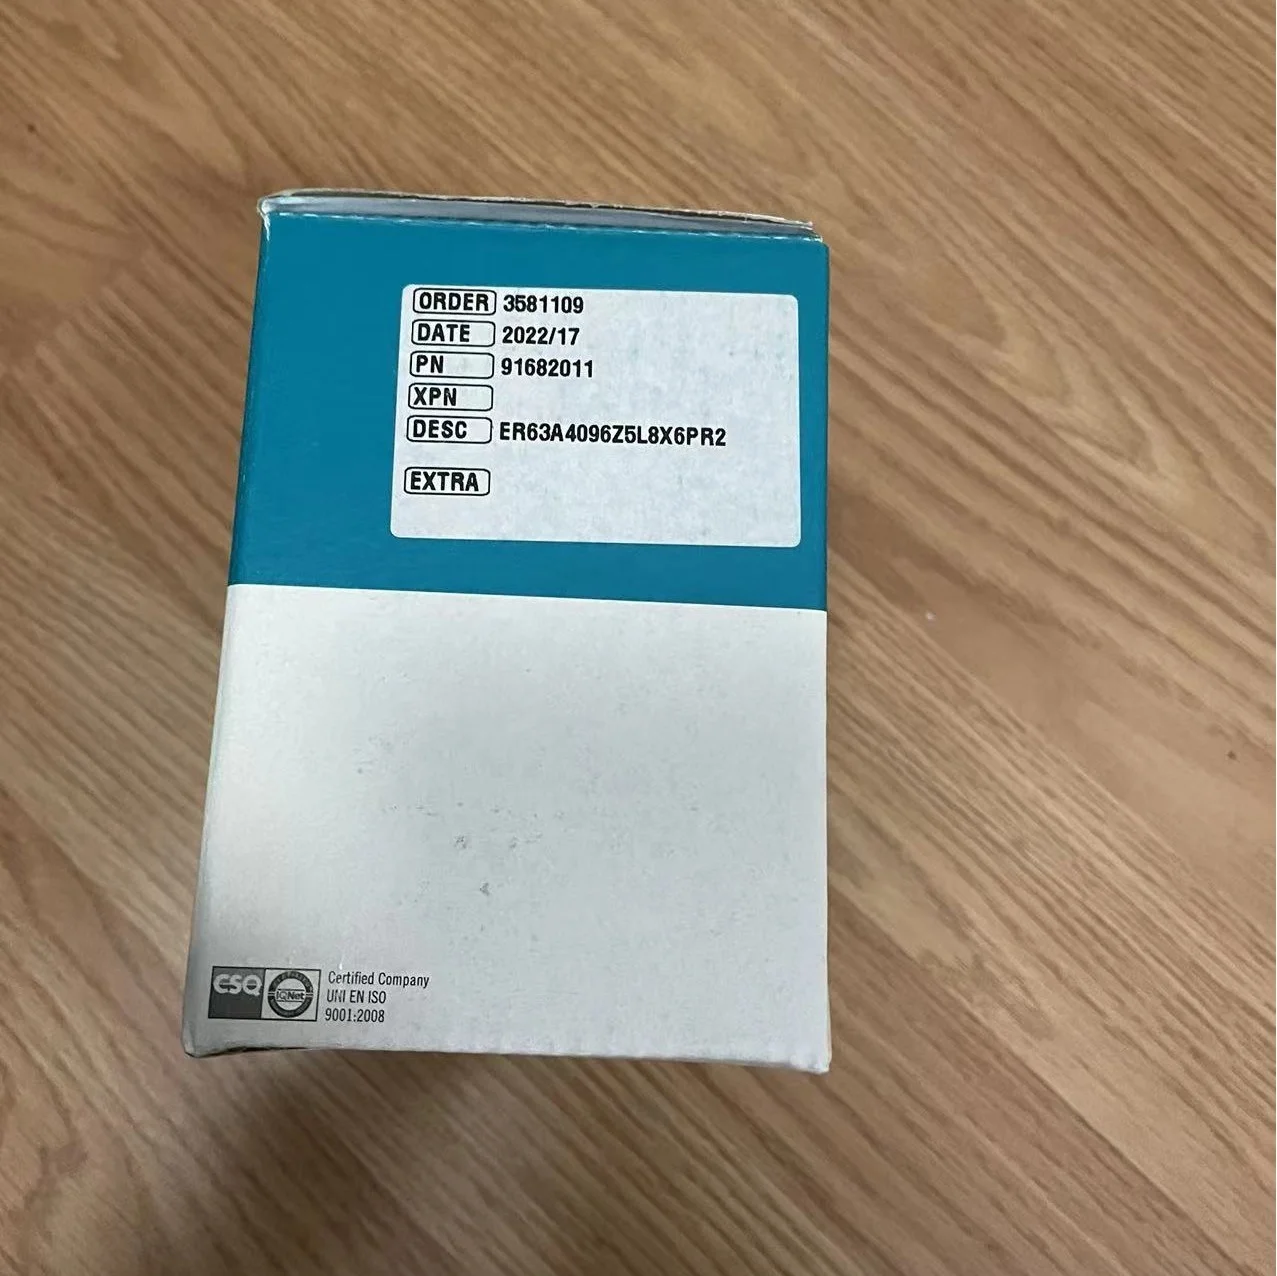 ORDER 3581109
DATE 2022/17
PN 91682011
XPN
DESC ER63A4096Z5L8X6PR2
EXTRA
CSQ IQNet
Certified Company
UNI EN ISO
9001:2008